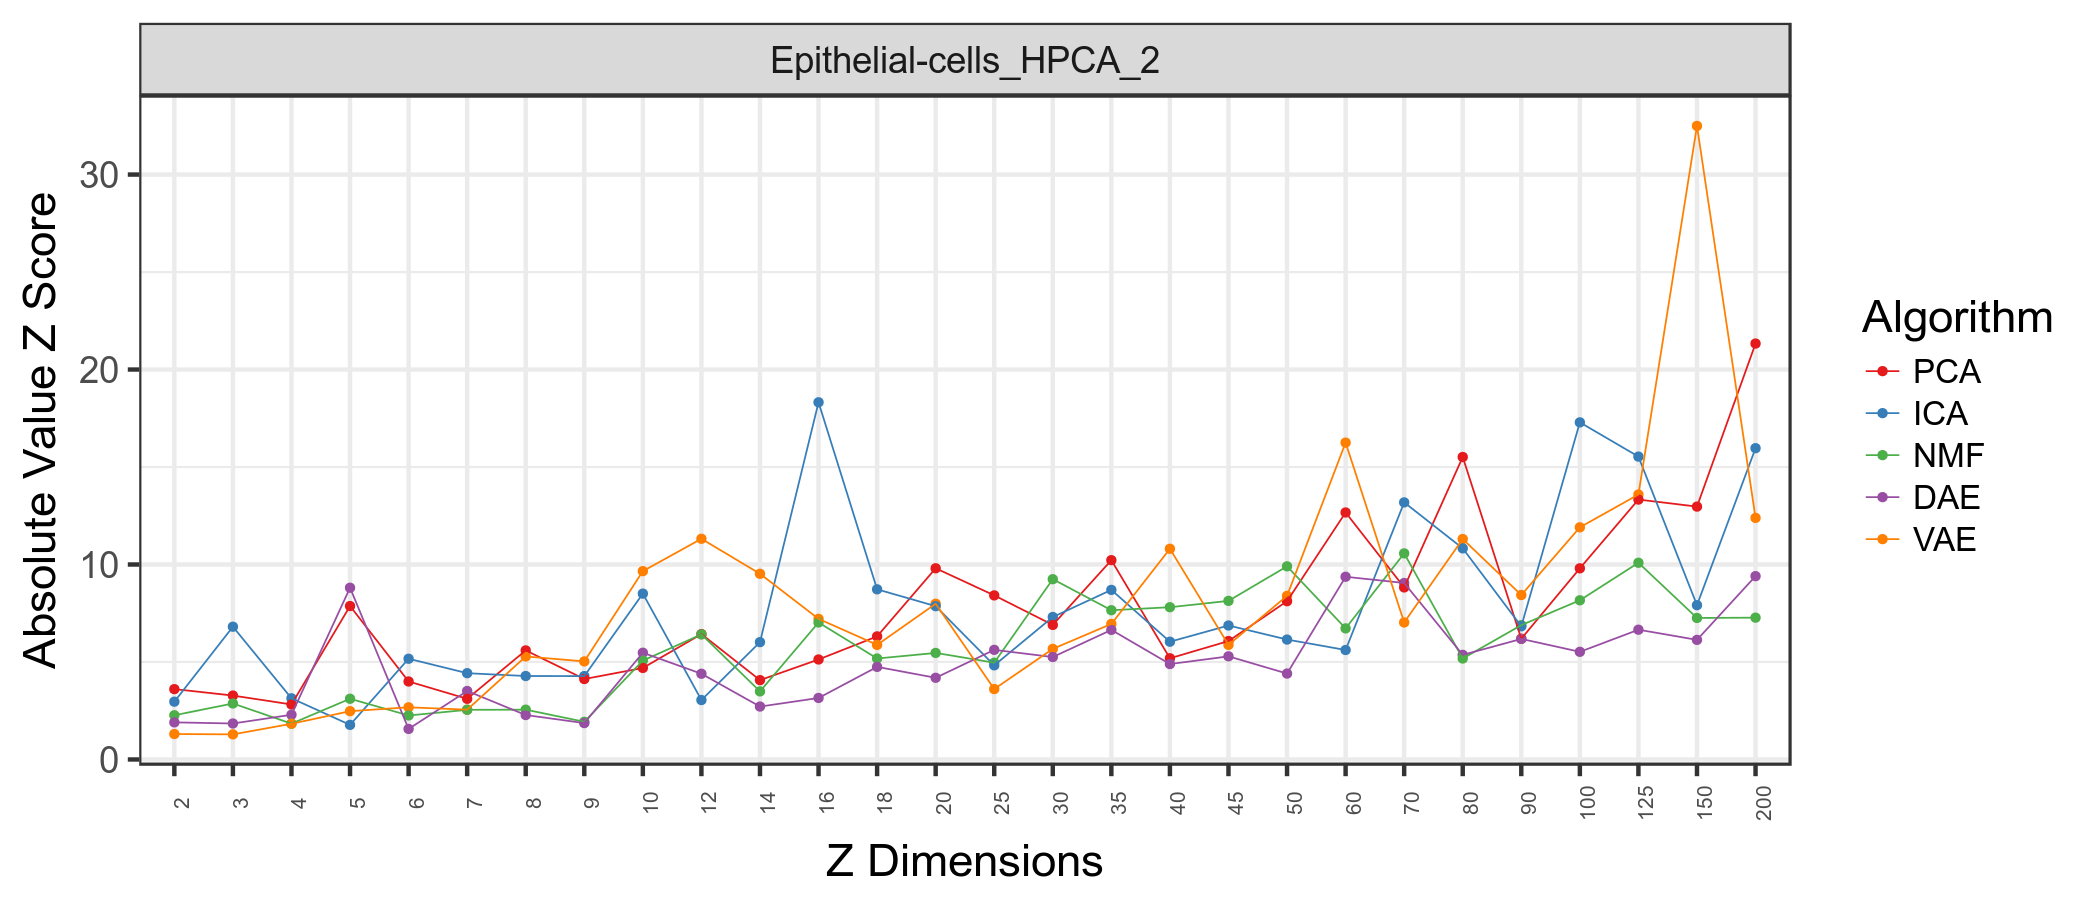 Epithelial-cells_HPCA_2
Absolute Value Z Score
30
20
10
0
2 3 4 5 6 7 8 9 10 12 14 16 18 20 25 30 35 40 45 50 60 70 80 90 100 125 150 200
Z Dimensions
Algorithm
PCA
ICA
NMF
DAE
VAE